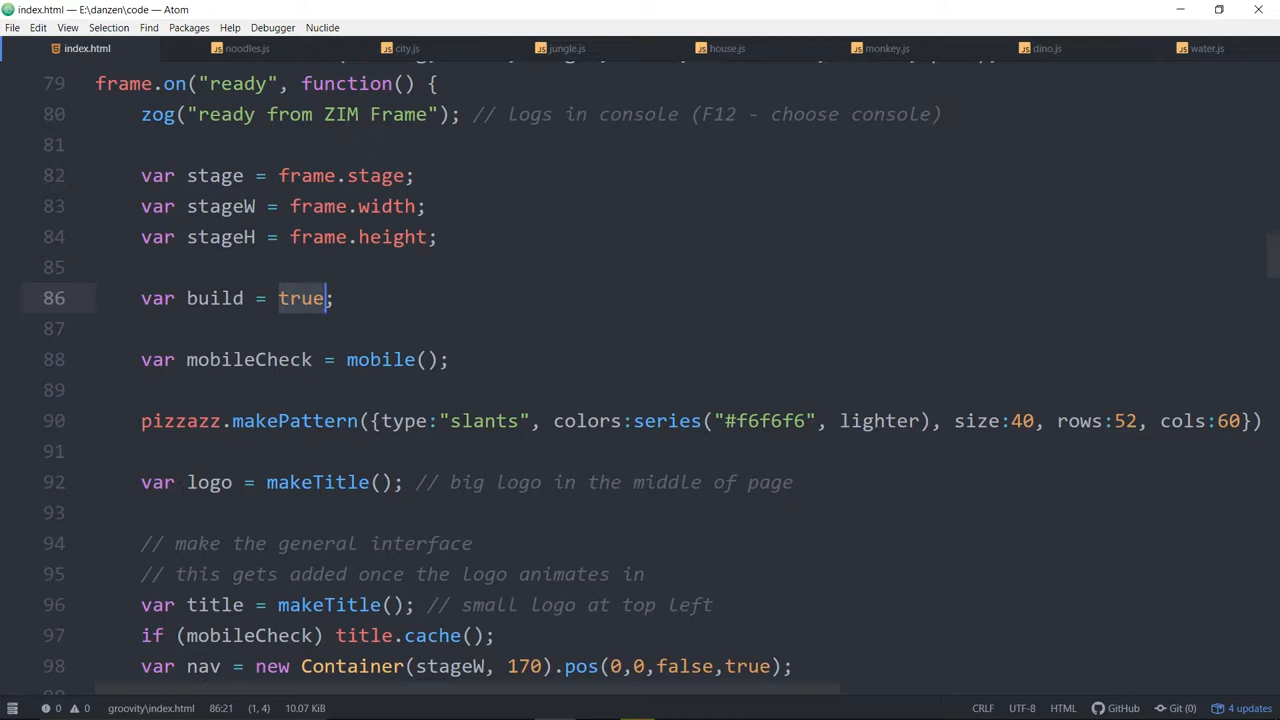 index.html — E:\danzen\code — Atom
File Edit View Selection Find Packages Help Debugger Nuclide
index.html noodles.js city.js jungle.js house.js monkey.js dino.js water.js
79 frame.on("ready", function() {
80 zog("ready from ZIM Frame"); // logs in console (F12 - choose console)
81
82 var stage = frame.stage;
83 var stageW = frame.width;
84 var stageH = frame.height;
85
86 var build = true;
87
88 var mobileCheck = mobile();
89
90 pizzazz.makePattern({type:"slants", colors:series("#f6f6f6", lighter), size:40, rows:52, cols:60})
91
92 var logo = makeTitle(); // big logo in the middle of page
93
94 // make the general interface
95 // this gets added once the logo animates in
96 var title = makeTitle(); // small logo at top left
97 if (mobileCheck) title.cache();
98 var nav = new Container(stageW, 170).pos(0,0,false,true);
0 0 groovity\index.html 10.07 KiB 86:21 (1, 4) CRLF UTF-8 HTML GitHub Git (0) 4 updates